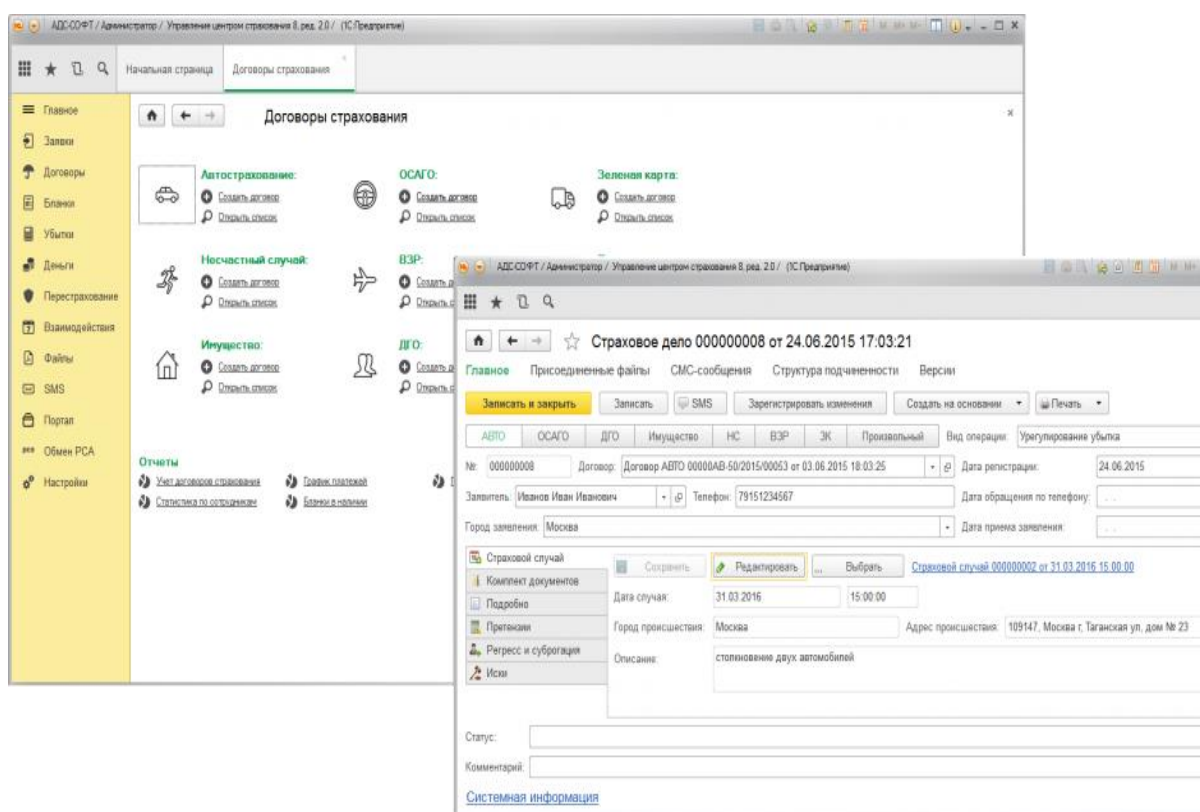 АДС-СОФТ / Администратор / Управление центром страхования 8, ред. 2.0 / (1С:Предприятие)
Начальная страница Договоры страхования
Главное
Заявки
Договоры
Бланки
Убытки
Деньги
Перестрахование
Взаимодействия
Файлы
SMS
Портал
Обмен РСА
Настройки
Договоры страхования
Автострахование: ОСАГО: Зеленая карта:
Создать договор Создать договор Создать договор
Открыть список Открыть список Открыть список
Несчастный случай: ВЗР:
Создать договор Создать д
Открыть список Открыть с
Имущество: ДГО:
Создать договор Создать д
Открыть список Открыть с
Отчеты
Учет договоров страхования График платежей
Статистика по сотрудникам Бланки в наличии
АДС-СОФТ / Администратор / Управление центром страхования 8, ред. 2.0 / (1С:Предприятие)
Страховое дело 000000008 от 24.06.2015 17:03:21
Главное Присоединенные файлы СМС-сообщения Структура подчиненности Версии
Записать и закрыть Записать SMS Зарегистрировать изменения Создать на основании Печать
АВТО ОСАГО ДГО Имущество НС ВЗР ЗК Произвольный Вид операции: Урегулирование убытка
№: 000000008 Договор: Договор АВТО 00000АВ-50/2015/00053 от 03.06.2015 18:03:25 Дата регистрации: 24.06.2015
Заявитель: Иванов Иван Иванович Телефон: 79151234567 Дата обращения по телефону: . .
Город заявления: Москва Дата приема заявления: . .
Страховой случай
Комплект документов
Подробно
Претензии
Регресс и суброгация
Иски
Сохранить Редактировать ... Выбрать Страховой случай 000000002 от 31.03.2016 15:00:00
Дата случая: 31.03.2016 15:00:00
Город происшествия: Москва Адрес происшествия: 109147, Москва г, Таганская ул, дом № 23
Описание: столкновение двух автомобилей
Статус:
Комментарий:
Системная информация